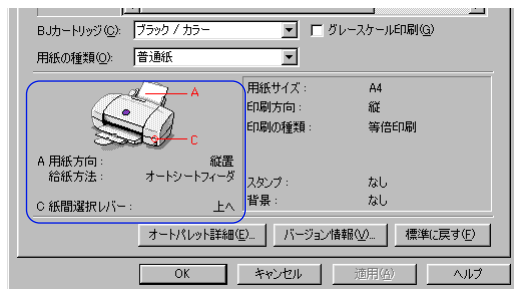 BJカートリッジ(C): ブラック / カラー グレースケール印刷(G)
用紙の種類(O): 普通紙
A
C
A 用紙方向: 縦置
給紙方法: オートシートフィーダ
C 紙間選択レバー: 上へ
用紙サイズ: A4
印刷方向: 縦
印刷の種類: 等倍印刷
スタンプ: なし
背景: なし
オートパレット詳細(E)... バージョン情報(V)... 標準に戻す(F)
OK キャンセル 適用(A) ヘルプ